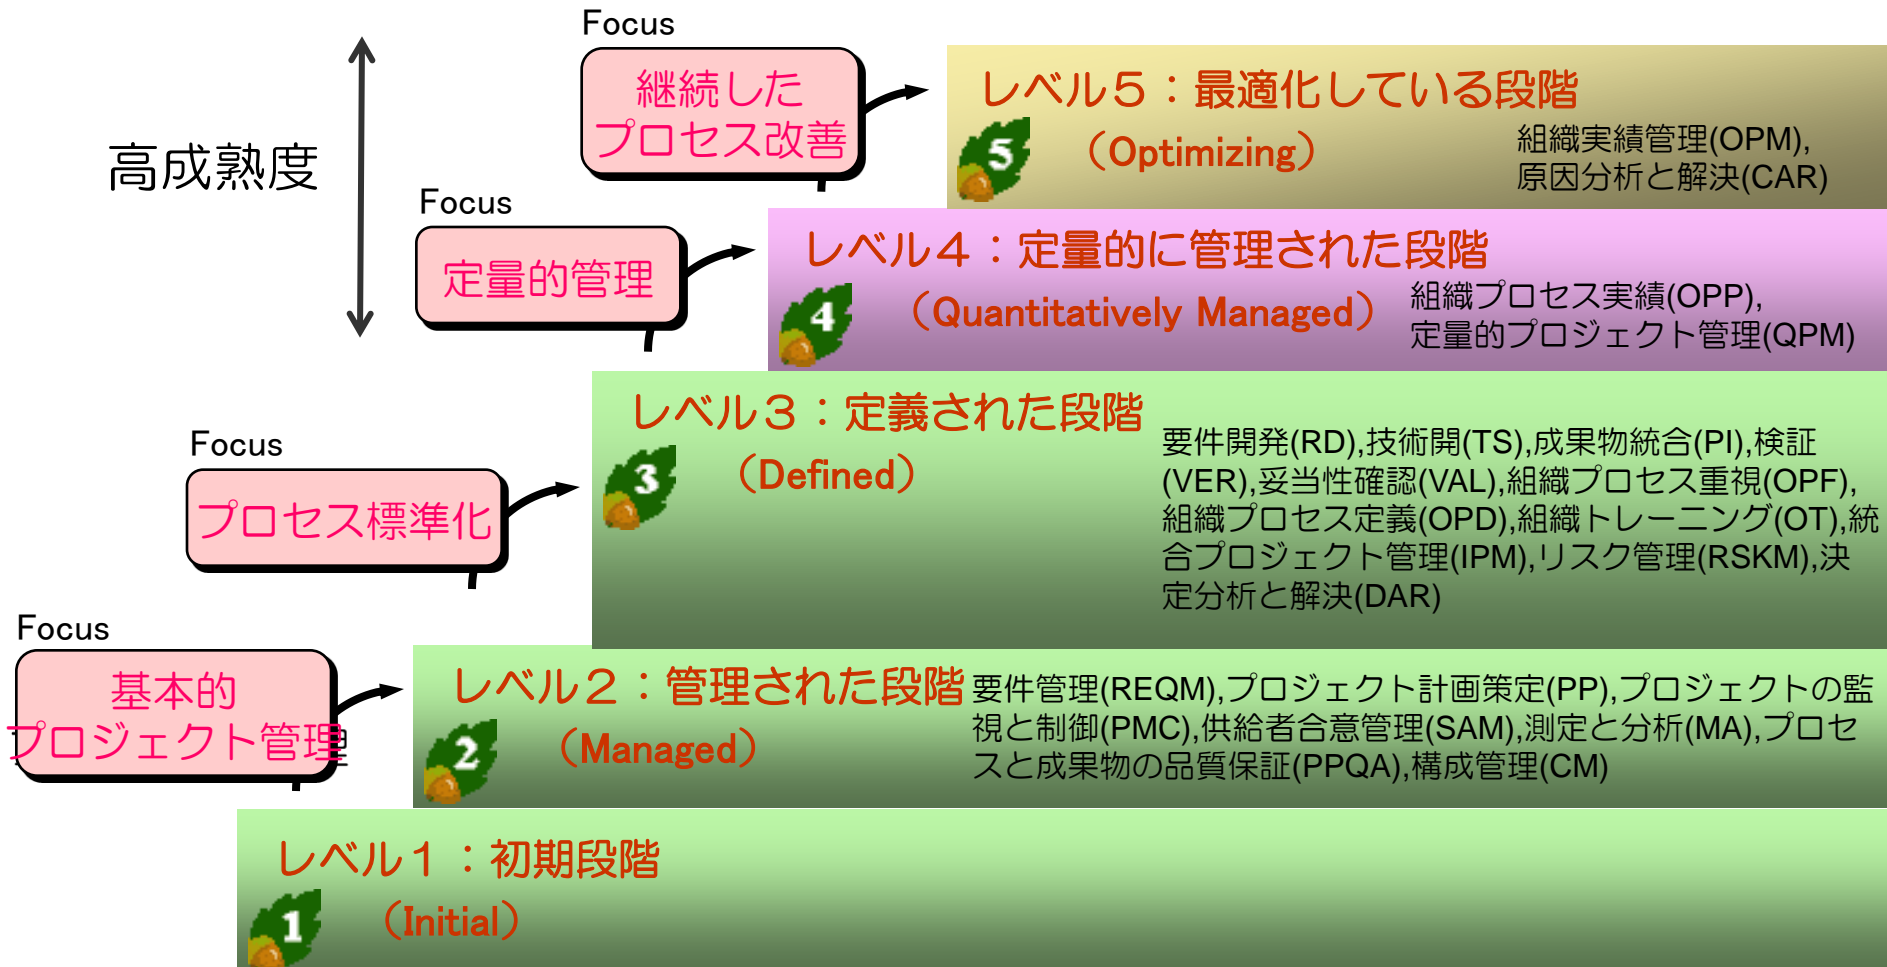 Focus
継続した
プロセス改善
レベル5：最適化している段階
5
（Optimizing）
組織実績管理(OPM),
原因分析と解決(CAR)
高成熟度
Focus
定量的管理
レベル4：定量的に管理された段階
4
（Quantitatively Managed）
組織プロセス実績(OPP),
定量的プロジェクト管理(QPM)
Focus
プロセス標準化
レベル3：定義された段階
3
（Defined）
要件開発(RD),技術開(TS),成果物統合(PI),検証
(VER),妥当性確認(VAL),組織プロセス重視(OPF),
組織プロセス定義(OPD),組織トレーニング(OT),統
合プロジェクト管理(IPM),リスク管理(RSKM),決
定分析と解決(DAR)
Focus
基本的
プロジェクト管理
レベル2：管理された段階
2
（Managed）
要件管理(REQM),プロジェクト計画策定(PP),プロジェクトの監
視と制御(PMC),供給者合意管理(SAM),測定と分析(MA),プロセ
スと成果物の品質保証(PPQA),構成管理(CM)
レベル1：初期段階
1
（Initial）